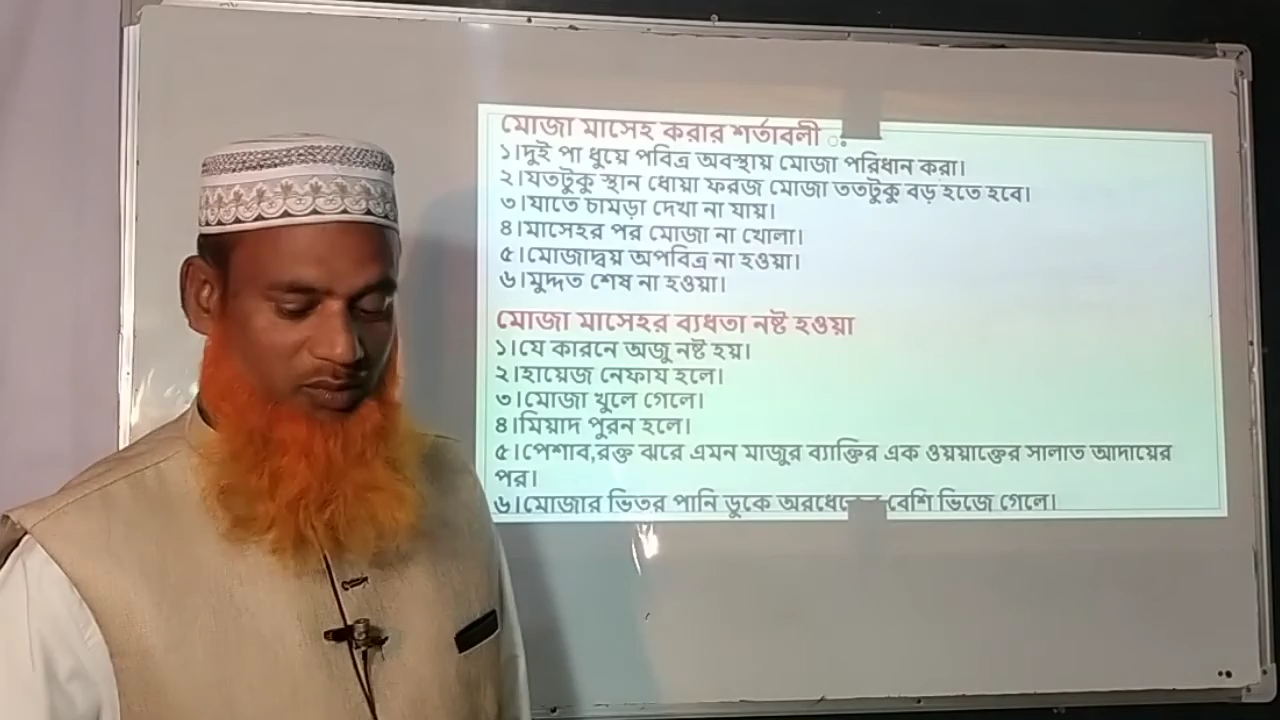 মোজা মাসেহ করার শর্তাবলী ঃ
১।দুই পা ধুয়ে পবিত্র অবস্থায় মোজা পরিধান করা।
২।যতটুকু স্থান ধোয়া ফরজ মোজা ততটুকু বড় হতে হবে।
৩।যাতে চামড়া দেখা না যায়।
৪।মাসেহর পর মোজা না খোলা।
৫।মোজাদ্বয় অপবিত্র না হওয়া।
৬।মুদ্দত শেষ না হওয়া।
মোজা মাসেহর ব্যধতা নষ্ট হওয়া
১।যে কারনে অজু নষ্ট হয়।
২।হায়েজ নেফায হলে।
৩।মোজা খুলে গেলে।
৪।মিয়াদ পুরন হলে।
৫।পেশাব,রক্ত ঝরে এমন মাজুর ব্যাক্তির এক ওয়য়াক্তের সালাত আদায়ের
পর।
৬।মোজার ভিতর পানি ডুকে বেশি ভিজে গেলে।